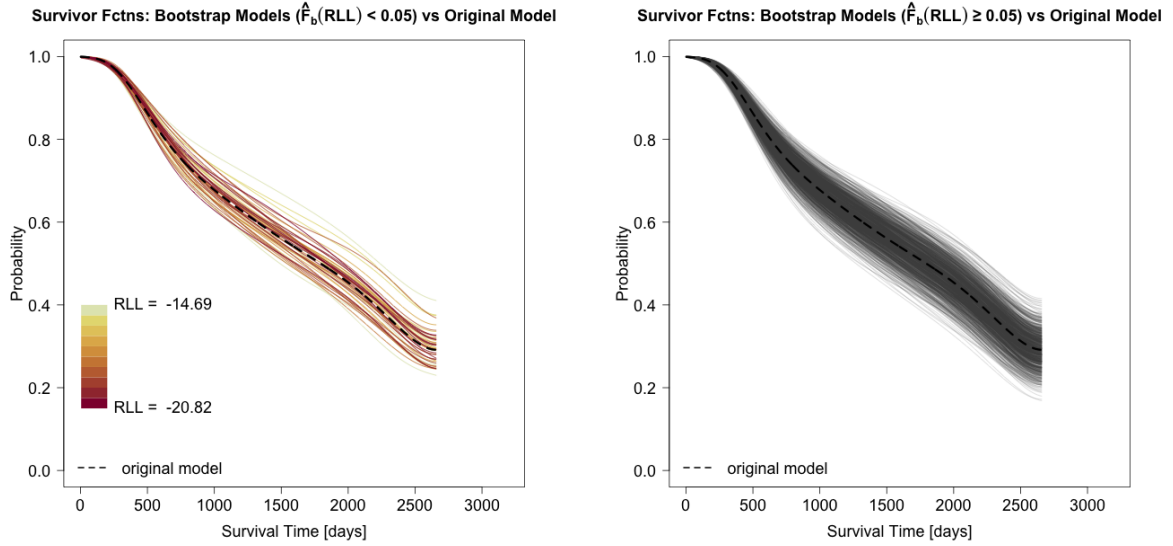 Survivor Fctns: Bootstrap Models (F̂b(RLL) < 0.05) vs Original Model
Probability
1.0
0.8
0.6
0.4
0.2
0.0
RLL = -14.69
RLL = -20.82
original model
0 500 1000 1500 2000 2500 3000
Survival Time [days]
Survivor Fctns: Bootstrap Models (F̂b(RLL) ≥ 0.05) vs Original Model
Probability
1.0
0.8
0.6
0.4
0.2
0.0
original model
0 500 1000 1500 2000 2500 3000
Survival Time [days]